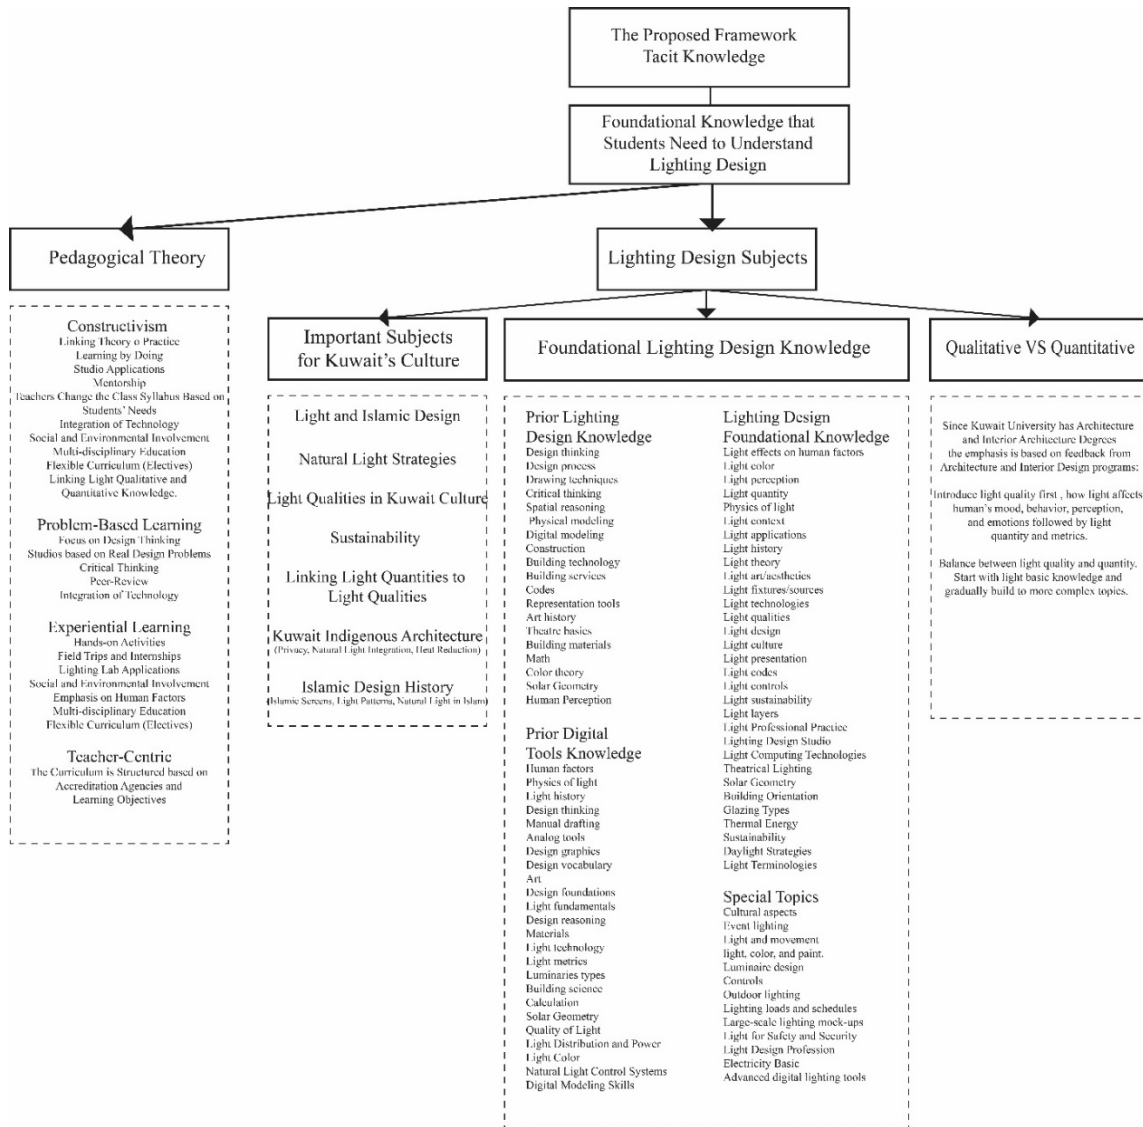 The Proposed Framework
Tacit Knowledge
Foundational Knowledge that
Students Need to Understand
Lighting Design
Pedagogical Theory
Lighting Design Subjects
Constructivism
Linking Theory o Practice
Learning by Doing
Studio Applications
Mentorship
Teachers Change the Class Syllabus Based on
Students' Needs
Integration of Technology
Social and Environmental Involvement
Multi-disciplinary Education
Flexible Curriculum (Electives)
Linking Light Qualitative and
Quantitative Knowledge.
Problem-Based Learning
Focus on Design Thinking
Studios based on Real Design Problems
Critical Thinking
Peer-Review
Integration of Technology
Experiential Learning
Hands-on Activities
Field Trips and Internships
Lighting Lab Applications
Social and Environmental Involvement
Emphasis on Human Factors
Multi-disciplinary Education
Flexible Curriculum (Electives)
Teacher-Centric
The Curriculum is Structured based on
Accreditation Agencies and
Learning Objectives
Important Subjects
for Kuwait's Culture
Light and Islamic Design
Natural Light Strategies
Light Qualities in Kuwait Culture
Sustainability
Linking Light Quantities to
Light Qualities
Kuwait Indigenous Architecture
(Privacy, Natural Light Integration, Heat Reduction)
Islamic Design History
(Islamic Screens, Light Patterns, Natural Light in Islam)
Foundational Lighting Design Knowledge
Prior Lighting
Design Knowledge
Design thinking
Design process
Drawing techniques
Critical thinking
Spatial reasoning
Physical modeling
Digital modeling
Construction
Building technology
Building services
Codes
Representation tools
Art history
Theatre basics
Building materials
Math
Color theory
Solar Geometry
Human Perception
Prior Digital
Tools Knowledge
Human factors
Physics of light
Light history
Design thinking
Manual drafting
Analog tools
Design graphics
Design vocabulary
Art
Design foundations
Light fundamentals
Design reasoning
Materials
Light technology
Light metrics
Luminaries types
Building science
Calculation
Solar Geometry
Quality of Light
Light Distribution and Power
Light Color
Natural Light Control Systems
Digital Modeling Skills
Lighting Design
Foundational Knowledge
Light effects on human factors
Light color
Light perception
Light quantity
Physics of light
Light context
Light applications
Light history
Light theory
Light art/aesthetics
Light fixtures/sources
Light technologies
Light qualities
Light design
Light culture
Light presentation
Light codes
Light controls
Light sustainability
Light layers
Light Professional Practice
Lighting Design Studio
Light Computing Technologies
Theatrical Lighting
Solar Geometry
Building Orientation
Glazing Types
Thermal Energy
Sustainability
Daylight Strategies
Light Terminologies
Special Topics
Cultural aspects
Event lighting
Light and movement
light, color, and paint.
Luminaire design
Controls
Outdoor lighting
Lighting loads and schedules
Large-scale lighting mock-ups
Light for Safety and Security
Light Design Profession
Electricity Basic
Advanced digital lighting tools
Qualitative VS Quantitative
Since Kuwait University has Architecture
and Interior Architecture Degrees
the emphasis is based on feedback from
Architecture and Interior Design programs:
Introduce light quality first , how light affects
human's mood, behavior, perception,
and emotions followed by light
quantity and metrics.
Balance between light quality and quantity.
Start with light basic knowledge and
gradually build to more complex topics.